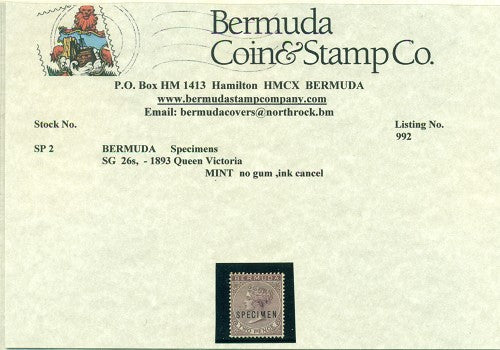 Bermuda
Coin&Stamp Co.
P.O. Box HM 1413 Hamilton HMCX BERMUDA
www.bermudastampcompany.com
Email: bermudacovers@northrock.bm
Stock No. Listing No.
992
SP 2 BERMUDA Specimens
SG 26s, - 1893 Queen Victoria
MINT no gum ,ink cancel
BERMUDA
SPECIMEN
TWO PENCE